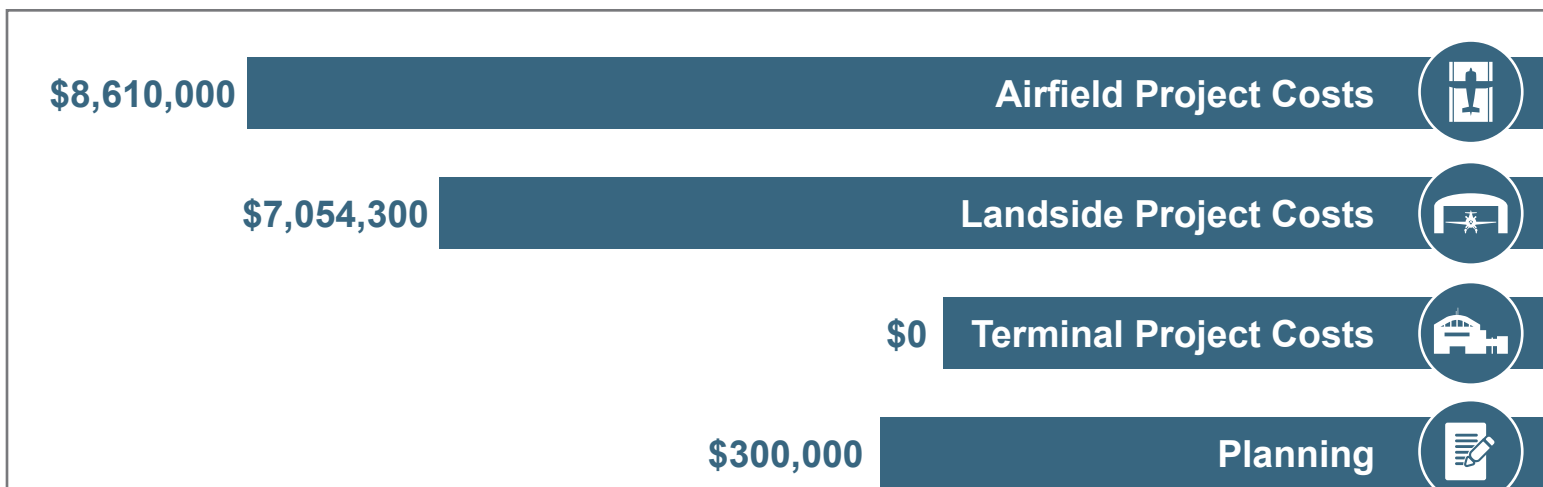 $8,610,000 Airfield Project Costs
$7,054,300 Landside Project Costs
$0 Terminal Project Costs
$300,000 Planning